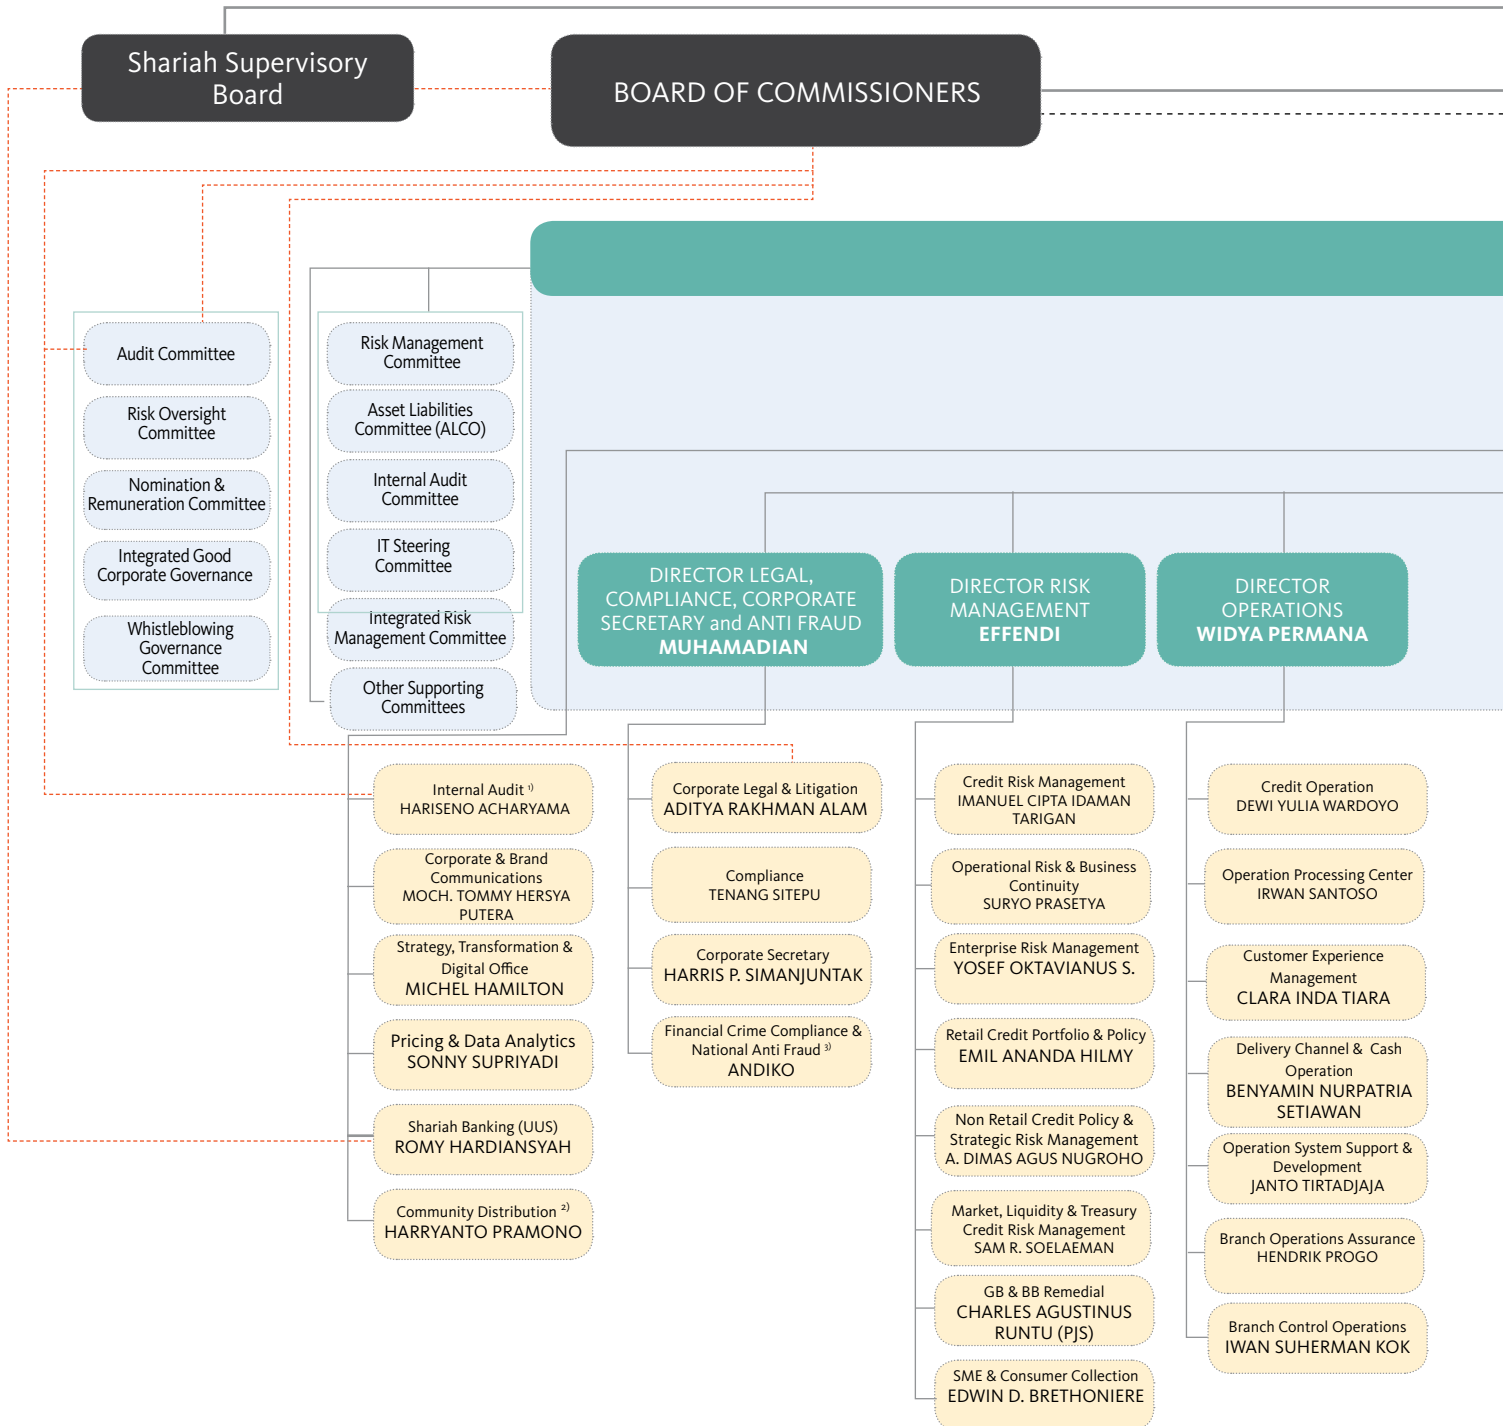 Shariah Supervisory
Board
BOARD OF COMMISSIONERS
Audit Committee
Risk Oversight
Committee
Nomination &
Remuneration Committee
Integrated Good
Corporate Governance
Whistleblowing
Governance
Committee
Risk Management
Committee
Asset Liabilities
Committee (ALCO)
Internal Audit
Committee
IT Steering
Committee
Integrated Risk
Management Committee
Other Supporting
Committees
DIRECTOR LEGAL,
COMPLIANCE, CORPORATE
SECRETARY and ANTI FRAUD
MUHAMADIAN
DIRECTOR RISK
MANAGEMENT
EFFENDI
DIRECTOR
OPERATIONS
WIDYA PERMANA
Internal Audit ¹⁾
HARISENO ACHARYAMA
Corporate & Brand
Communications
MOCH. TOMMY HERSYA
PUTERA
Strategy, Transformation &
Digital Office
MICHEL HAMILTON
Pricing & Data Analytics
SONNY SUPRIYADI
Shariah Banking (UUS)
ROMY HARDIANSYAH
Community Distribution ²⁾
HARRYANTO PRAMONO
Corporate Legal & Litigation
ADITYA RAKHMAN ALAM
Compliance
TENANG SITEPU
Corporate Secretary
HARRIS P. SIMANJUNTAK
Financial Crime Compliance &
National Anti Fraud ³⁾
ANDIKO
Credit Risk Management
IMANUEL CIPTA IDAMAN
TARIGAN
Operational Risk & Business
Continuity
SURYO PRASETYA
Enterprise Risk Management
YOSEF OKTAVIANUS S.
Retail Credit Portfolio & Policy
EMIL ANANDA HILMY
Non Retail Credit Policy &
Strategic Risk Management
A. DIMAS AGUS NUGROHO
Market, Liquidity & Treasury
Credit Risk Management
SAM R. SOELAEMAN
GB & BB Remedial
CHARLES AGUSTINUS
RUNTU (PJS)
SME & Consumer Collection
EDWIN D. BRETHONIERE
Credit Operation
DEWI YULIA WARDOYO
Operation Processing Center
IRWAN SANTOSO
Customer Experience
Management
CLARA INDA TIARA
Delivery Channel & Cash
Operation
BENYAMIN NURPATRIA
SETIAWAN
Operation System Support &
Development
JANTO TIRTADJAJA
Branch Operations Assurance
HENDRIK PROGO
Branch Control Operations
IWAN SUHERMAN KOK